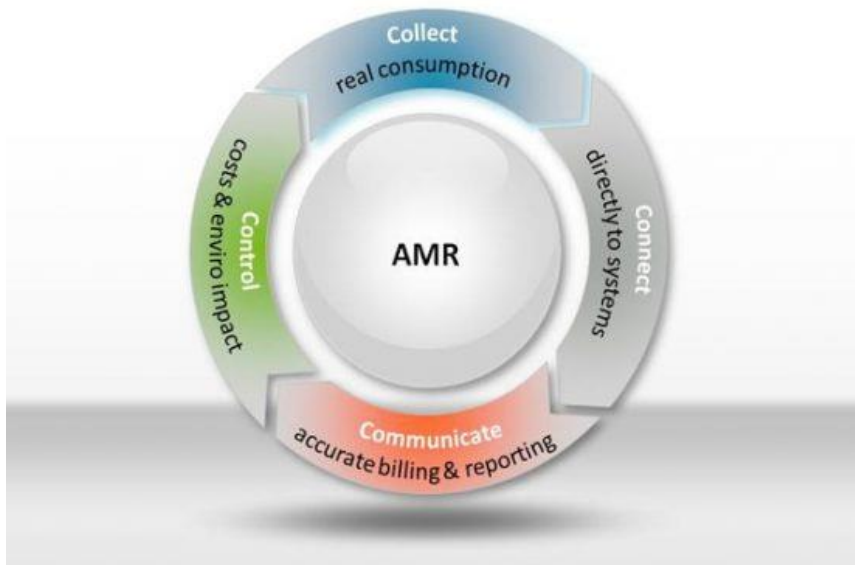 Collect
real consumption
Connect
directly to systems
Communicate
accurate billing & reporting
Control
costs & enviro impact
AMR